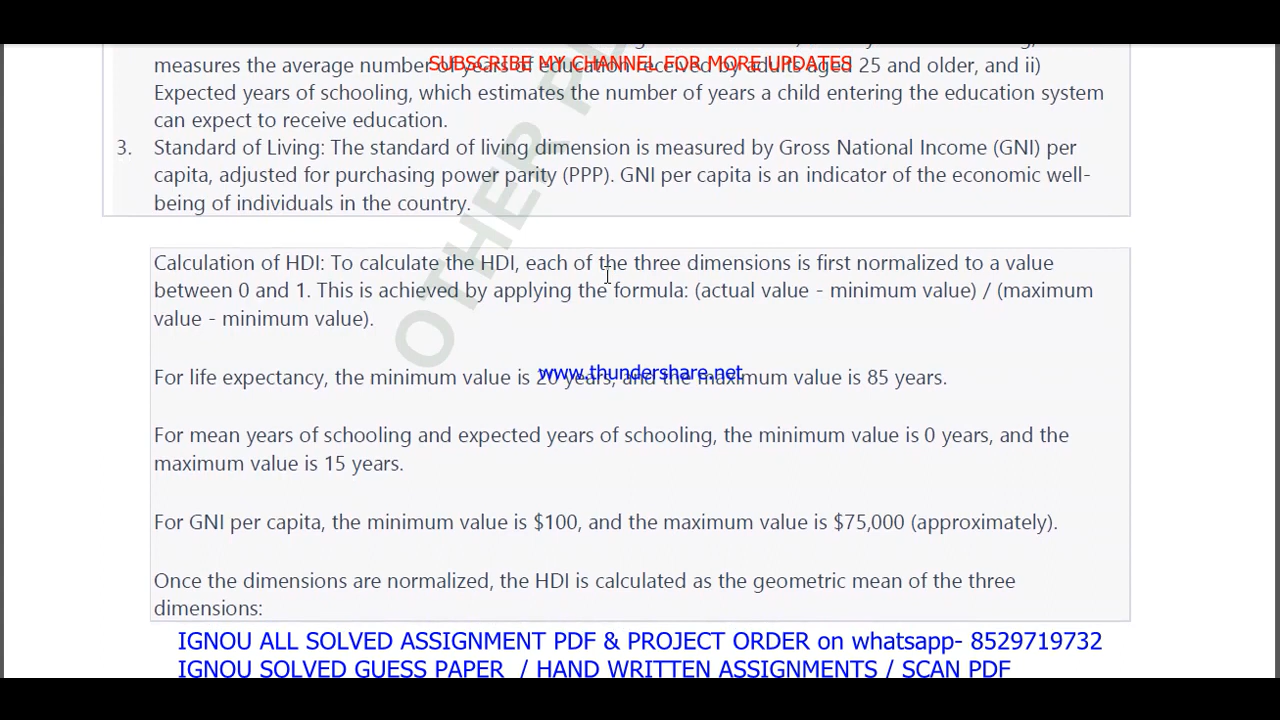 SUBSCRIBE MY CHANNEL FOR MORE UPDATES
measures the average number of years of education received by adults aged 25 and older, and ii)
Expected years of schooling, which estimates the number of years a child entering the education system
can expect to receive education.
3. Standard of Living: The standard of living dimension is measured by Gross National Income (GNI) per
capita, adjusted for purchasing power parity (PPP). GNI per capita is an indicator of the economic well-
being of individuals in the country.
OTHER
Calculation of HDI: To calculate the HDI, each of the three dimensions is first normalized to a value
between 0 and 1. This is achieved by applying the formula: (actual value - minimum value) / (maximum
value - minimum value).
www.thundershare.net
For life expectancy, the minimum value is 20 years, and the maximum value is 85 years.
For mean years of schooling and expected years of schooling, the minimum value is 0 years, and the
maximum value is 15 years.
For GNI per capita, the minimum value is $100, and the maximum value is $75,000 (approximately).
Once the dimensions are normalized, the HDI is calculated as the geometric mean of the three
dimensions:
IGNOU ALL SOLVED ASSIGNMENT PDF & PROJECT ORDER on whatsapp- 8529719732
IGNOU SOLVED GUESS PAPER / HAND WRITTEN ASSIGNMENTS / SCAN PDF